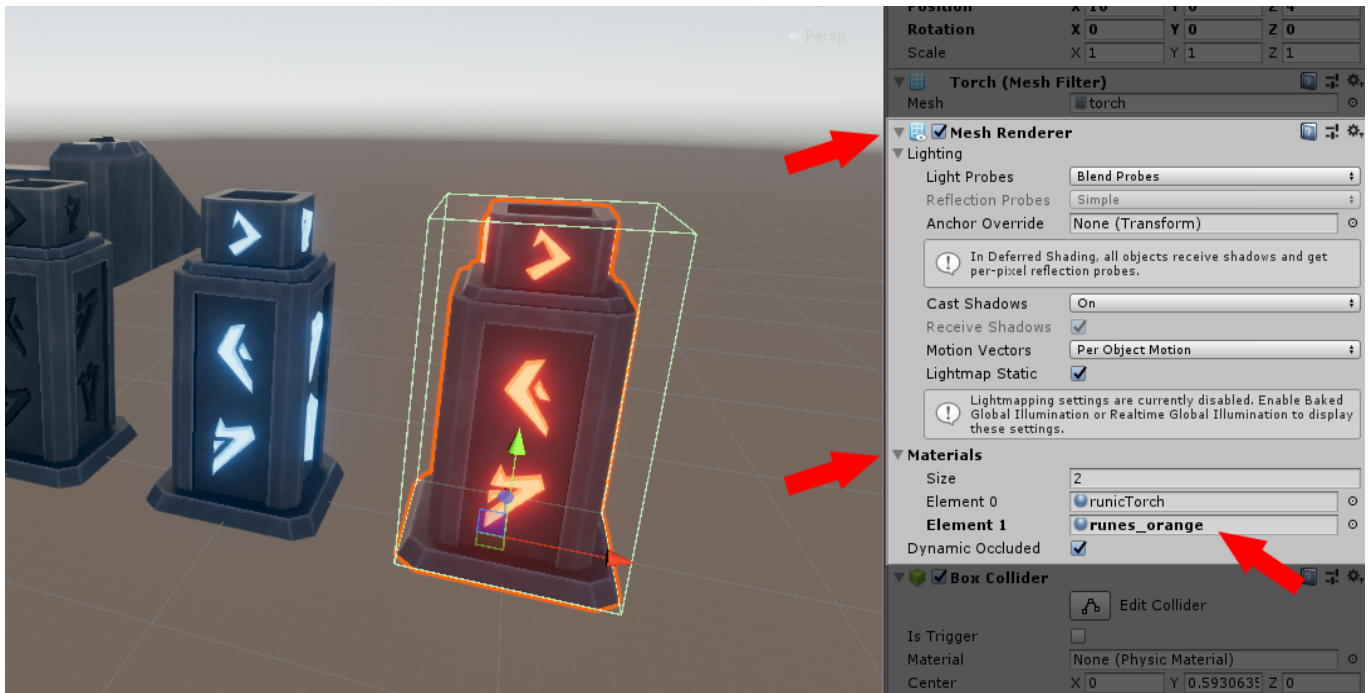 Persp
Position X 10 Y 0 Z 4
Rotation X 0 Y 0 Z 0
Scale X 1 Y 1 Z 1
Torch (Mesh Filter)
Mesh torch
Mesh Renderer
Lighting
Light Probes Blend Probes
Reflection Probes Simple
Anchor Override None (Transform)
In Deferred Shading, all objects receive shadows and get
per-pixel reflection probes.
Cast Shadows On
Receive Shadows
Motion Vectors Per Object Motion
Lightmap Static
Lightmapping settings are currently disabled. Enable Baked
Global Illumination or Realtime Global Illumination to display
these settings.
Materials
Size 2
Element 0 runicTorch
Element 1 runes_orange
Dynamic Occluded
Box Collider
Edit Collider
Is Trigger
Material None (Physic Material)
Center X 0 Y 0.5930635 Z 0